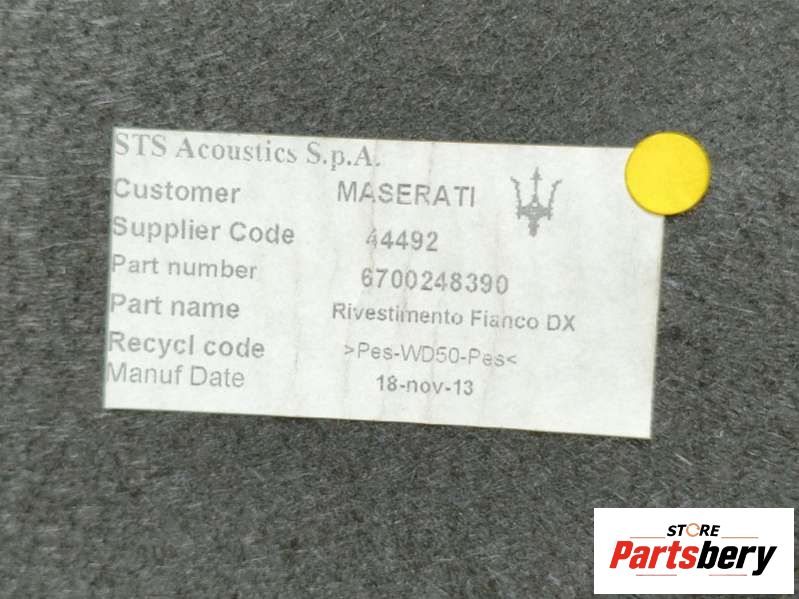 STS Acoustics S.p.A.
Customer MASERATI
Supplier Code 44492
Part number 6700248390
Part name Rivestimento Fianco DX
Recycl code >Pes-WD50-Pes<
Manuf Date 18-nov-13
STORE
Partsbery